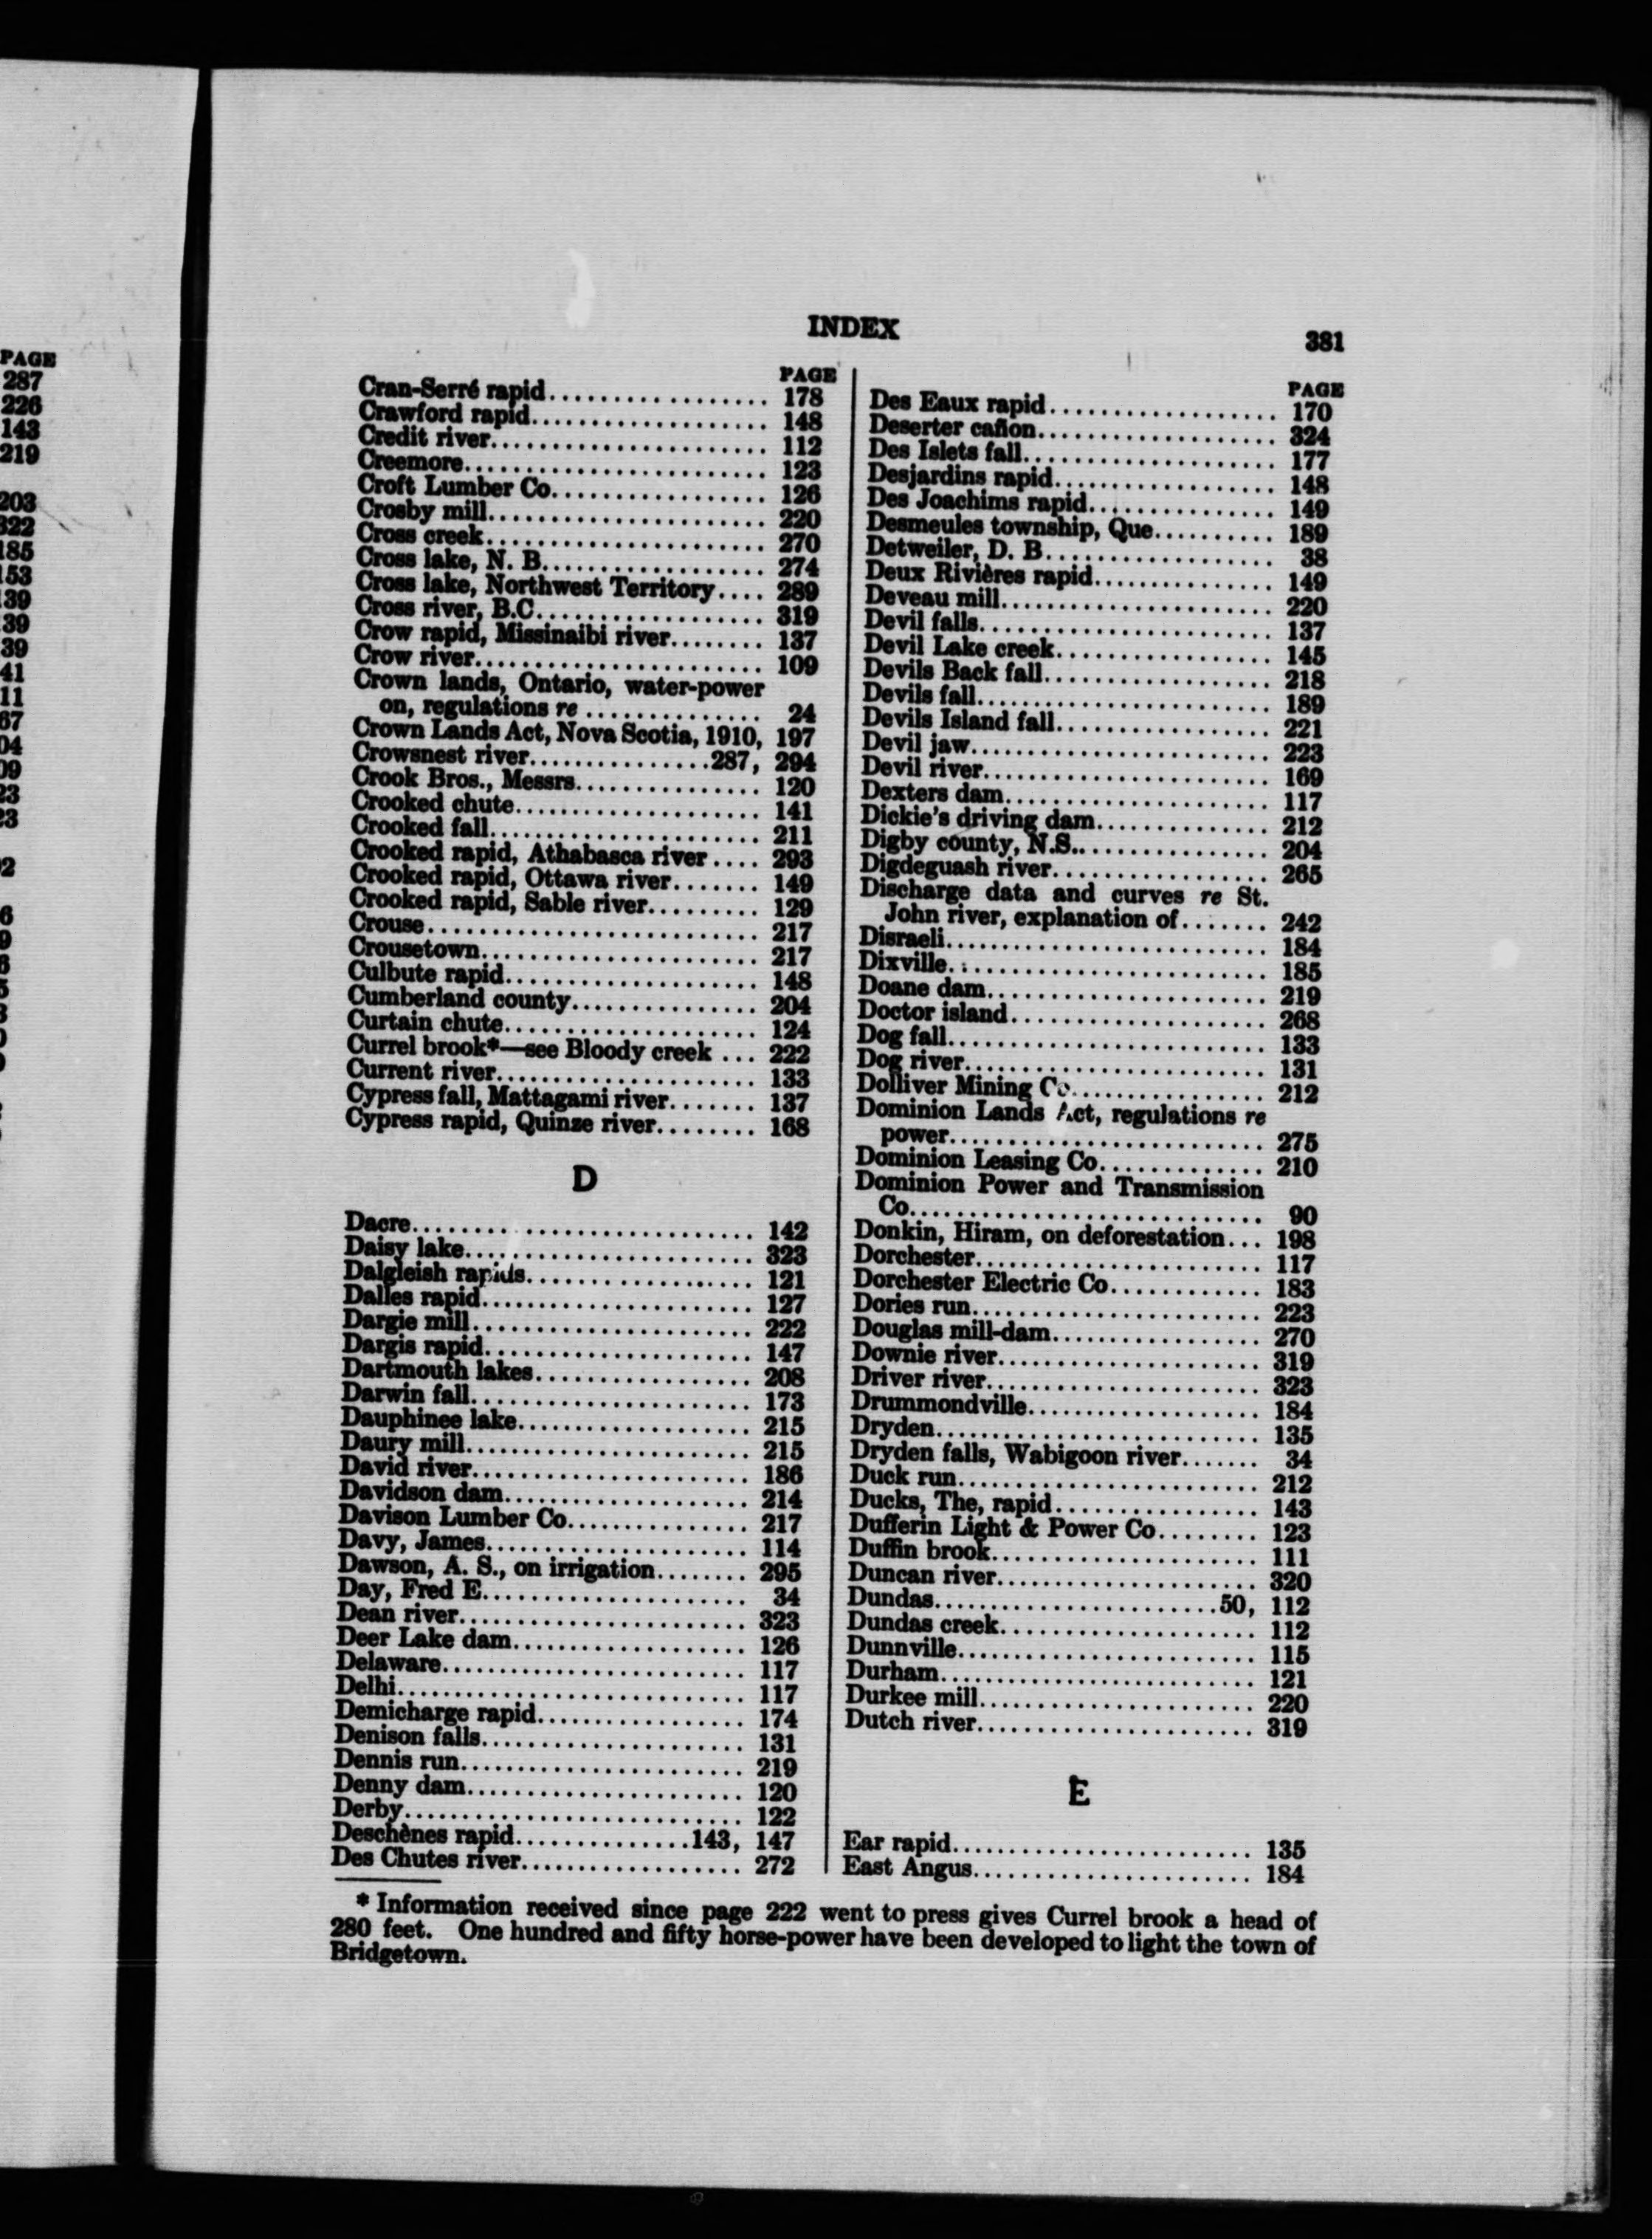 PAGE
287
226
143
219
203
322
185
153
139
39
39
41
11
67
04
09
23
23
INDEX
381
PAGE
Cran-Serré rapid.................. 178
Crawford rapid.................... 148
Credit river........................ 112
Creemore.......................... 123
Croft Lumber Co.................. 126
Crosby mill........................ 220
Cross creek........................ 270
Cross lake, N. B................... 274
Cross lake, Northwest Territory.... 289
Cross river, B.C.................... 319
Crow rapid, Missinaibi river........ 137
Crow river......................... 109
Crown lands, Ontario, water-power
on, regulations re ............... 24
Crown Lands Act, Nova Scotia, 1910, 197
Crowsnest river................287, 294
Crook Bros., Messrs................ 120
Crooked chute..................... 141
Crooked fall........................ 211
Crooked rapid, Athabasca river.... 293
Crooked rapid, Ottawa river....... 149
Crooked rapid, Sable river.......... 129
Crouse............................. 217
Crousetown........................ 217
Culbute rapid...................... 148
Cumberland county................ 204
Curtain chute...................... 124
Currel brook*—see Bloody creek ... 222
Current river....................... 133
Cypress fall, Mattagami river....... 137
Cypress rapid, Quinze river......... 168
D
Dacre.............................. 142
Daisy lake......................... 323
Dalgleish rapids.................... 121
Dalles rapid........................ 127
Dargie mill......................... 222
Dargis rapid....................... 147
Dartmouth lakes................... 208
Darwin fall......................... 173
Dauphinee lake.................... 215
Daury mill......................... 215
David river........................ 186
Davidson dam..................... 214
Davison Lumber Co................ 217
Davy, James....................... 114
Dawson, A. S., on irrigation........ 295
Day, Fred E....................... 34
Dean river......................... 323
Deer Lake dam.................... 126
Delaware.......................... 117
Delhi.............................. 117
Demicharge rapid.................. 174
Denison falls....................... 131
Dennis run......................... 219
Denny dam........................ 120
Derby............................. 122
Deschènes rapid...............143, 147
Des Chutes river................... 272
PAGE
Des Eaux rapid.................... 170
Deserter cañon..................... 324
Des Islets fall...................... 177
Desjardins rapid................... 148
Des Joachims rapid................ 149
Desmeules township, Que.......... 189
Detweiler, D. B.................... 38
Deux Rivières rapid................ 149
Deveau mill........................ 220
Devil falls.......................... 137
Devil Lake creek................... 145
Devils Back fall.................... 218
Devils fall.......................... 189
Devils Island fall................... 221
Devil jaw.......................... 223
Devil river......................... 169
Dexters dam....................... 117
Dickie's driving dam............... 212
Digby county, N.S................. 204
Digdeguash river................... 265
Discharge data and curves re St.
John river, explanation of........ 242
Disraeli............................ 184
Dixville............................ 185
Doane dam........................ 219
Doctor island...................... 268
Dog fall............................ 133
Dog river.......................... 131
Dolliver Mining Co................. 212
Dominion Lands Act, regulations re
power........................... 275
Dominion Leasing Co.............. 210
Dominion Power and Transmission
Co.............................. 90
Donkin, Hiram, on deforestation... 198
Dorchester......................... 117
Dorchester Electric Co............. 183
Dories run......................... 223
Douglas mill-dam.................. 270
Downie river....................... 319
Driver river........................ 323
Drummondville.................... 184
Dryden............................ 135
Dryden falls, Wabigoon river....... 34
Duck run.......................... 212
Ducks, The, rapid................. 143
Dufferin Light & Power Co......... 123
Duffin brook....................... 111
Duncan river....................... 320
Dundas.........................50, 112
Dundas creek...................... 112
Dunnville.......................... 115
Durham........................... 121
Durkee mill........................ 220
Dutch river........................ 319
E
Ear rapid.......................... 135
East Angus........................ 184
* Information received since page 222 went to press gives Currel brook a head of
280 feet. One hundred and fifty horse-power have been developed to light the town of
Bridgetown.